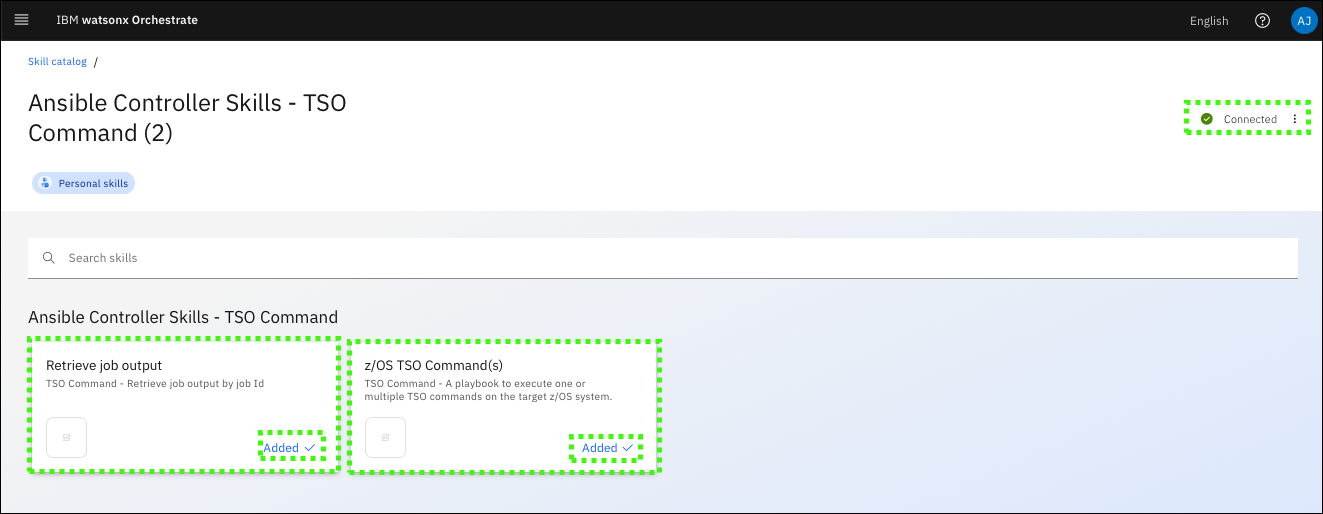 IBM watsonx Orchestrate
English
AJ
Skill catalog /
Ansible Controller Skills - TSO
Command (2)
Connected
Personal skills
Search skills
Ansible Controller Skills - TSO Command
Retrieve job output
TSO Command - Retrieve job output by job Id
Added
z/OS TSO Command(s)
TSO Command - A playbook to execute one or
multiple TSO commands on the target z/OS system.
Added